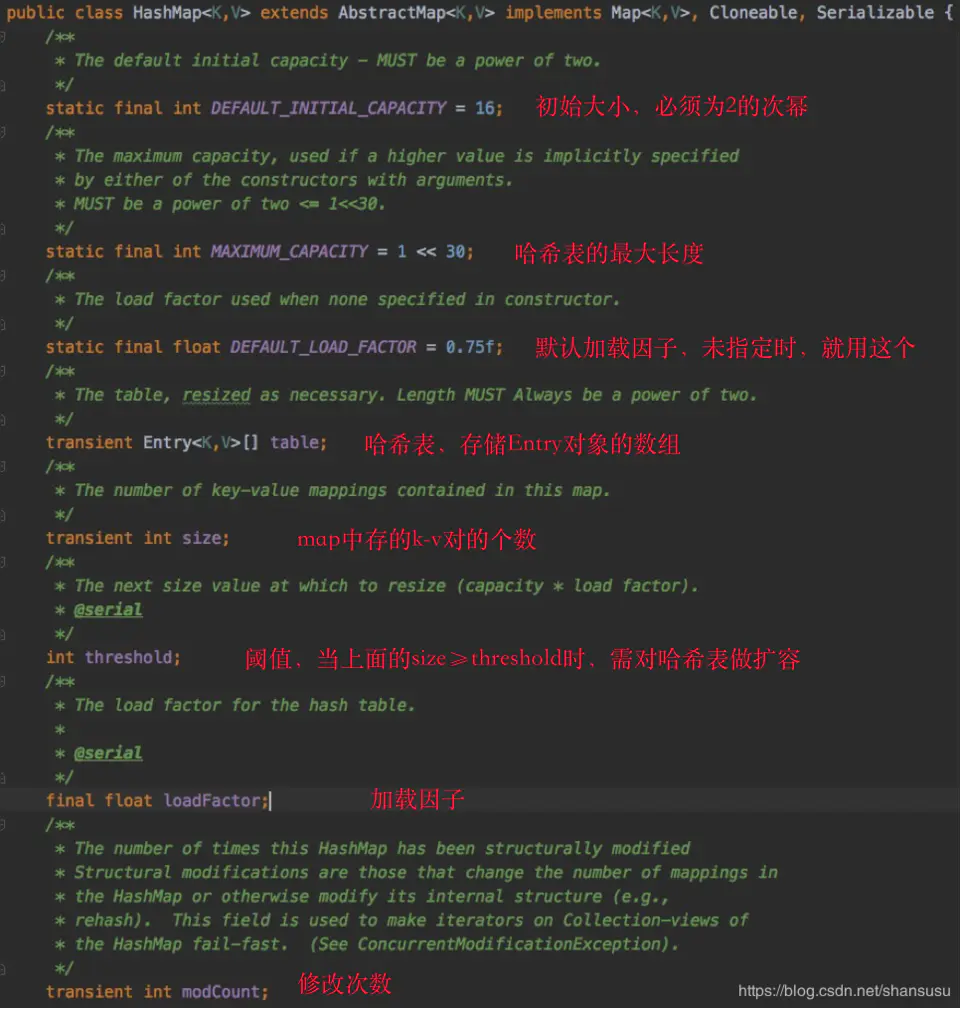 public class HashMap<K,V> extends AbstractMap<K,V> implements Map<K,V>, Cloneable, Serializable {
/**
* The default initial capacity - MUST be a power of two.
*/
static final int DEFAULT_INITIAL_CAPACITY = 16; 初始大小、必须为2的次幂
/**
* The maximum capacity, used if a higher value is implicitly specified
* by either of the constructors with arguments.
* MUST be a power of two <= 1<<30.
*/
static final int MAXIMUM_CAPACITY = 1 << 30; 哈希表的最大长度
/**
* The load factor used when none specified in constructor.
*/
static final float DEFAULT_LOAD_FACTOR = 0.75f; 默认加载因子、未指定时、就用这个
/**
* The table, resized as necessary. Length MUST Always be a power of two.
*/
transient Entry<K,V>[] table; 哈希表、存储Entry对象的数组
/**
* The number of key-value mappings contained in this map.
*/
transient int size; map中存的k-v对的个数
/**
* The next size value at which to resize (capacity * load factor).
* @serial
*/
int threshold; 阈值、当上面的size≥threshold时、需对哈希表做扩容
/**
* The load factor for the hash table.
*
* @serial
*/
final float loadFactor; 加载因子
/**
* The number of times this HashMap has been structurally modified
* Structural modifications are those that change the number of mappings in
* the HashMap or otherwise modify its internal structure (e.g.,
* rehash).  This field is used to make iterators on Collection-views of
* the HashMap fail-fast.  (See ConcurrentModificationException).
*/
transient int modCount; 修改次数
https://blog.csdn.net/shansusu